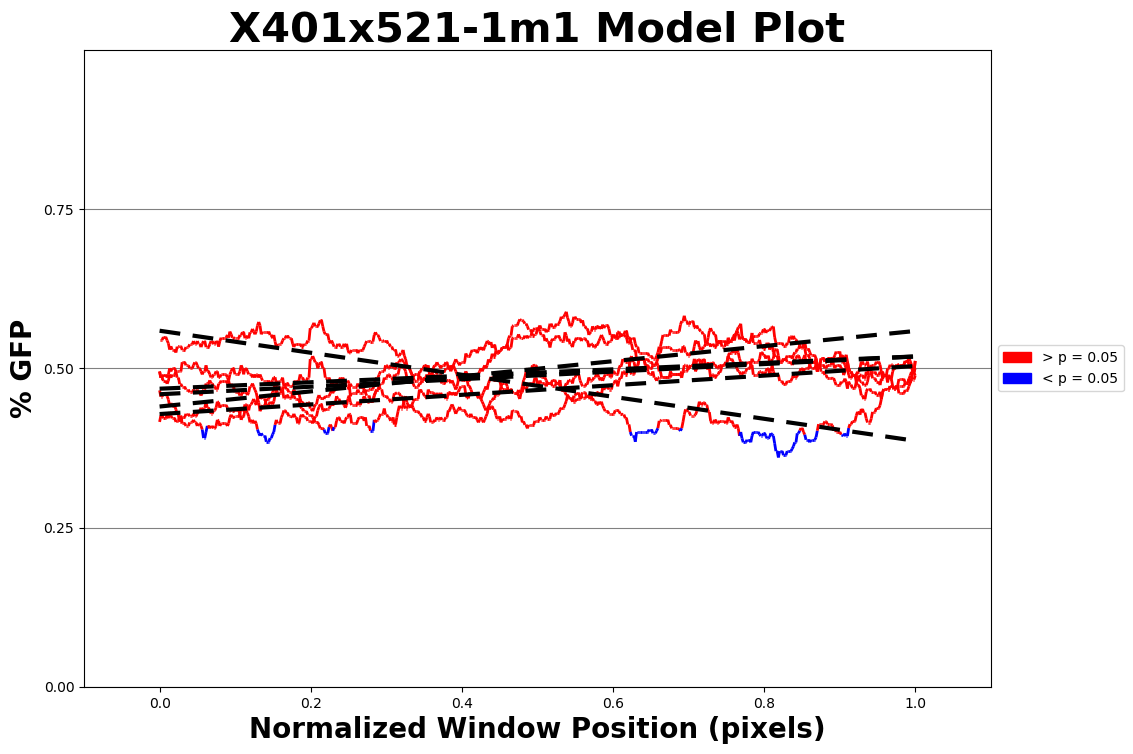 X401x521-1m1 Model Plot
% GFP
0.75
0.50
0.25
0.00
0.0 0.2 0.4 0.6 0.8 1.0
Normalized Window Position (pixels)
> p = 0.05
< p = 0.05